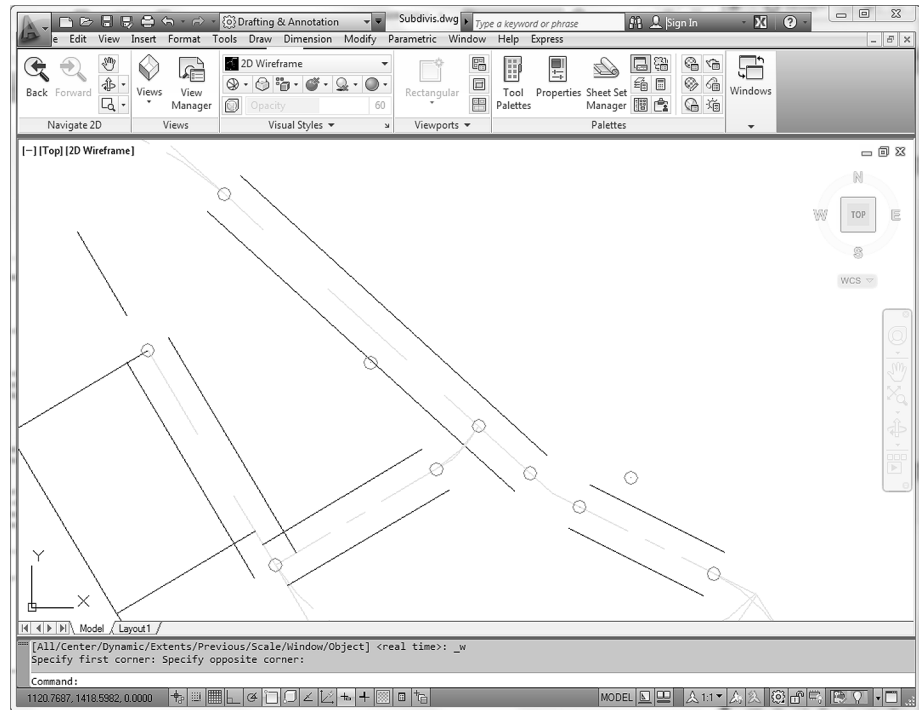 Drafting & Annotation
Subdivis.dwg
Type a keyword or phrase
Sign In
e Edit View Insert Format Tools Draw Dimension Modify Parametric Window Help Express
Back
Forward
Views
View Manager
2D Wireframe
Opacity
60
Rectangular
Tool Palettes
Properties
Sheet Set Manager
Windows
Navigate 2D
Views
Visual Styles
Viewports
Palettes
[−] [Top] [2D Wireframe]
N
W
TOP
E
S
WCS
Y
X
Model
Layout1
[All/Center/Dynamic/Extents/Previous/Scale/Window/Object] <real time>: _w
Specify first corner: Specify opposite corner:
Command:
1120.7687, 1418.5982, 0.0000
MODEL
1:1